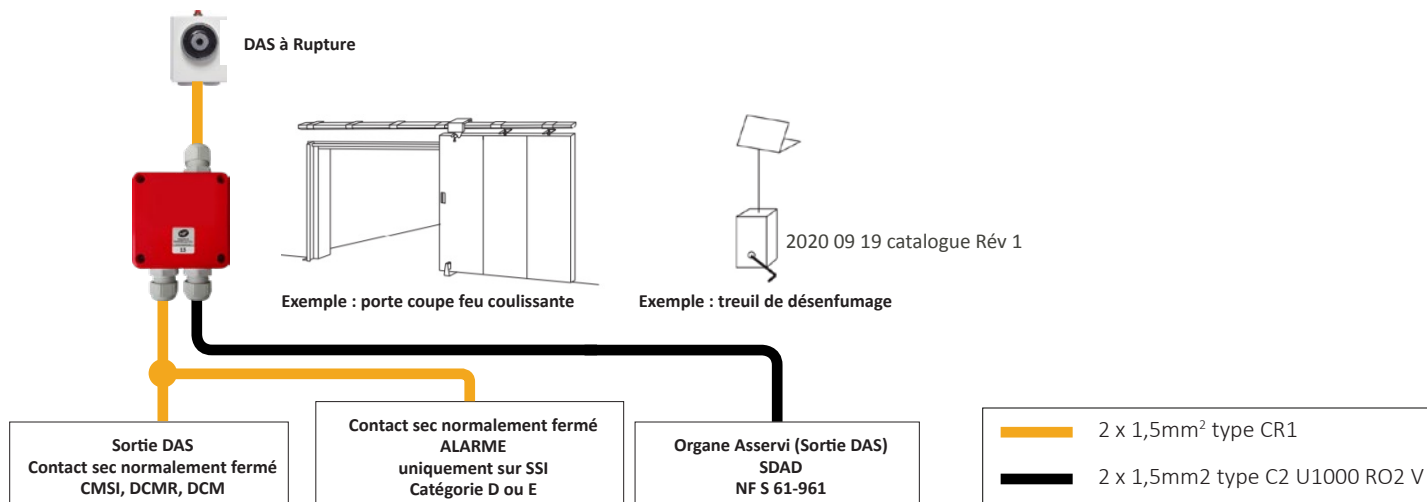 DAS à Rupture
2020 09 19 catalogue Rév 1
Exemple : porte coupe feu coulissante
Exemple : treuil de désenfumage
Sortie DAS
Contact sec normalement fermé
CMSI, DCMR, DCM
Contact sec normalement fermé
ALARME
uniquement sur SSI
Catégorie D ou E
Organe Asservi (Sortie DAS)
SDAD
NF S 61-961
2 x 1,5mm² type CR1
2 x 1,5mm2 type C2 U1000 RO2 V